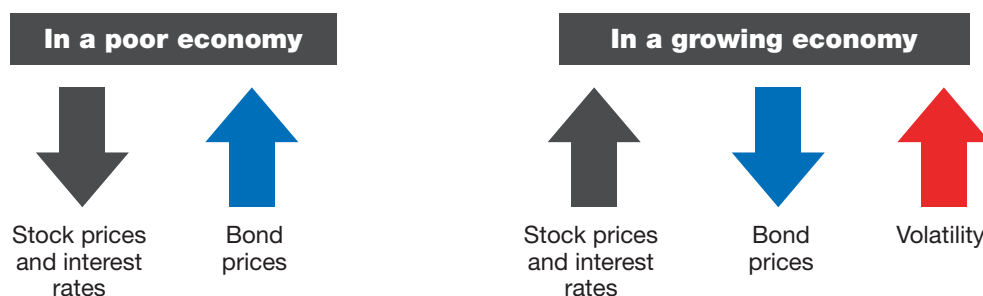 In a poor economy
Stock prices
and interest
rates
Bond
prices
In a growing economy
Stock prices
and interest
rates
Bond
prices
Volatility